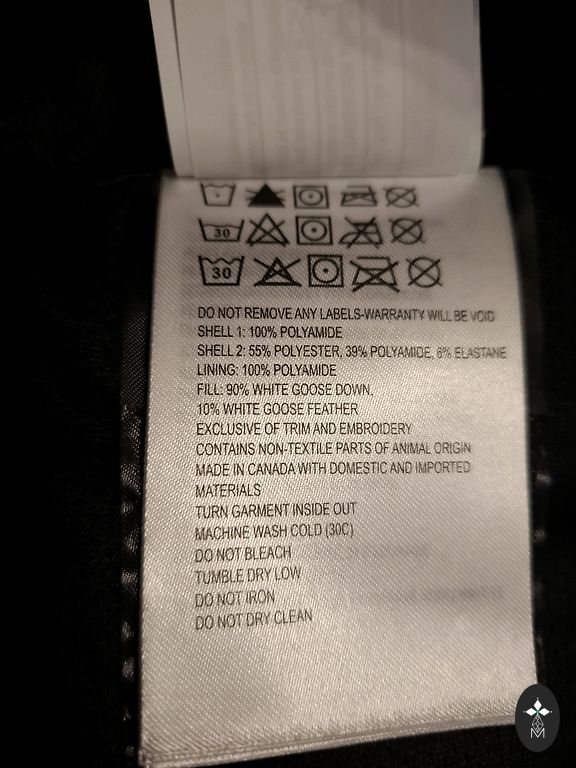 30
30
DO NOT REMOVE ANY LABELS-WARRANTY WILL BE VOID
SHELL 1: 100% POLYAMIDE
SHELL 2: 55% POLYESTER, 39% POLYAMIDE, 6% ELASTANE
LINING: 100% POLYAMIDE
FILL: 90% WHITE GOOSE DOWN,
10% WHITE GOOSE FEATHER
EXCLUSIVE OF TRIM AND EMBROIDERY
CONTAINS NON-TEXTILE PARTS OF ANIMAL ORIGIN
MADE IN CANADA WITH DOMESTIC AND IMPORTED
MATERIALS
TURN GARMENT INSIDE OUT
MACHINE WASH COLD (30C)
DO NOT BLEACH
TUMBLE DRY LOW
DO NOT IRON
DO NOT DRY CLEAN